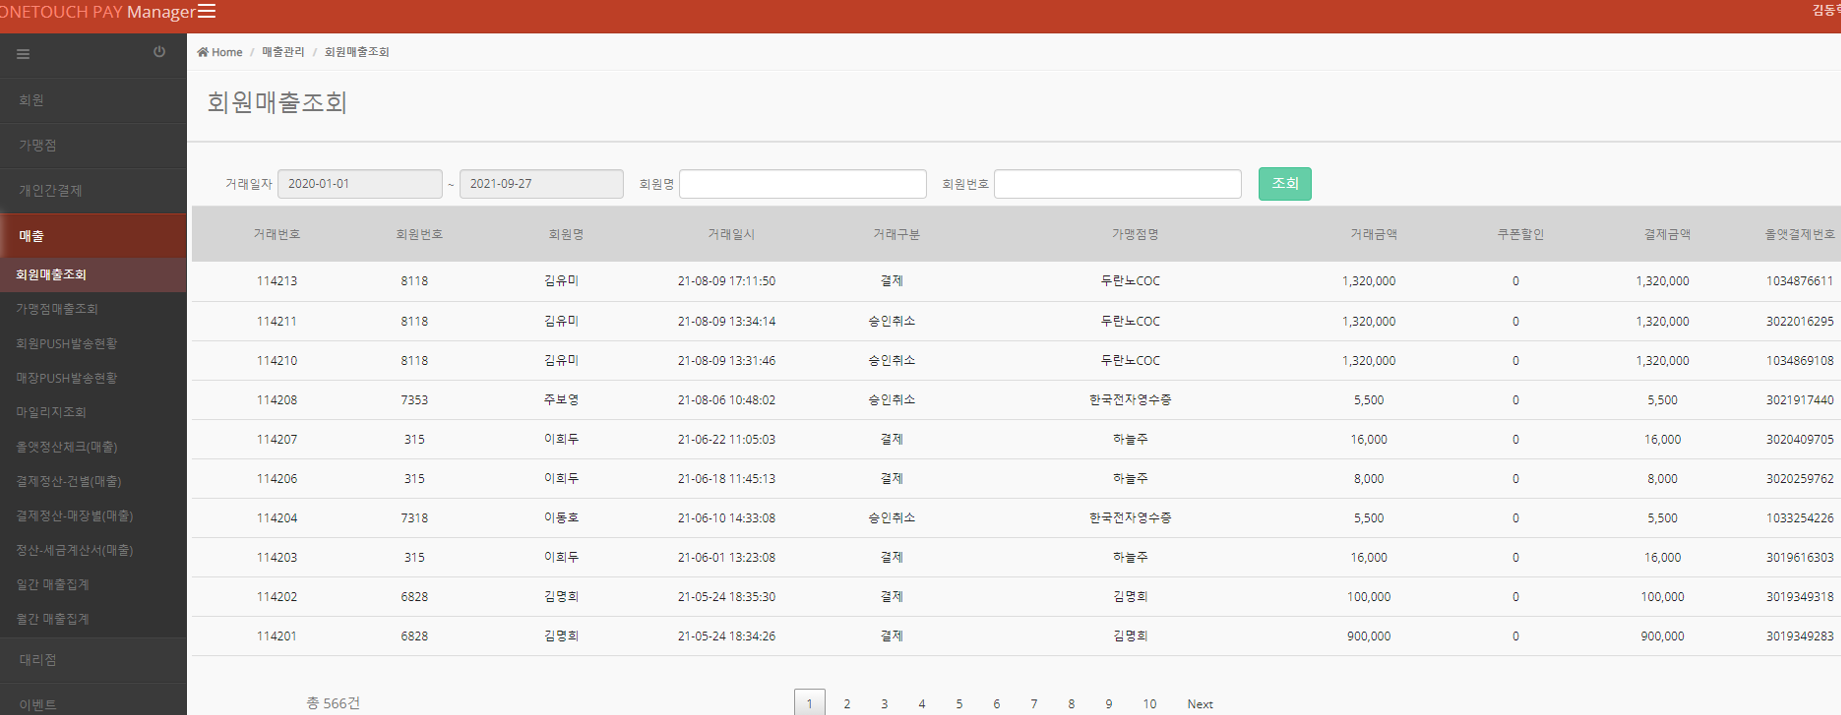 ONETOUCH PAY Manager
김동학
Home / 매출관리 / 회원매출조회
회원
가맹점
개인간결제
매출
회원매출조회
가맹점매출조회
회원PUSH발송현황
매장PUSH발송현황
마일리지조회
올앳정산체크(매출)
결제정산-건별(매출)
결제정산-매장별(매출)
정산-세금계산서(매출)
일간 매출집계
월간 매출집계
대리점
이벤트
회원매출조회
거래일자 2020-01-01 ~ 2021-09-27 회원명 회원번호 조회
거래번호 회원번호 회원명 거래일시 거래구분 가맹점명 거래금액 쿠폰할인 결제금액 올앳결제번호
114213 8118 김유미 21-08-09 17:11:50 결제 두란노COC 1,320,000 0 1,320,000 1034876611
114211 8118 김유미 21-08-09 13:34:14 승인취소 두란노COC 1,320,000 0 1,320,000 3022016295
114210 8118 김유미 21-08-09 13:31:46 승인취소 두란노COC 1,320,000 0 1,320,000 1034869108
114208 7353 주보영 21-08-06 10:48:02 승인취소 한국전자영수증 5,500 0 5,500 3021917440
114207 315 이희두 21-06-22 11:05:03 결제 하늘주 16,000 0 16,000 3020409705
114206 315 이희두 21-06-18 11:45:13 결제 하늘주 8,000 0 8,000 3020259762
114204 7318 이동호 21-06-10 14:33:08 승인취소 한국전자영수증 5,500 0 5,500 1033254226
114203 315 이희두 21-06-01 13:23:08 결제 하늘주 16,000 0 16,000 3019616303
114202 6828 김명희 21-05-24 18:35:30 결제 김명희 100,000 0 100,000 3019349318
114201 6828 김명희 21-05-24 18:34:26 결제 김명희 900,000 0 900,000 3019349283
총 566건
1 2 3 4 5 6 7 8 9 10 Next